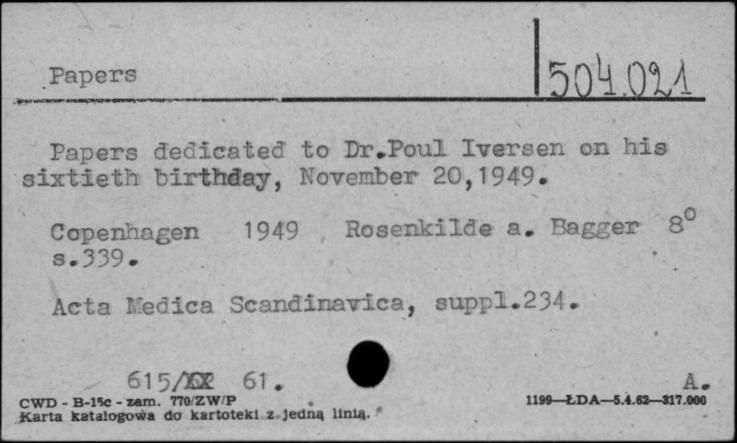 Papers
504.021
Papers dedicated to Dr.Poul Iversen on his
sixtieth birthday, November 20,1949.
Copenhagen 1949 Rosenkilde a. Bagger 8°
s.339.
Acta Medica Scandinavica, suppl.234.
615/XX 61. A.
CWD - B-15c - zam. 770/ZW/P 1199—ŁDA—5.4.62—317.000
Karta katalogowa do kartoteki z jedną linią.